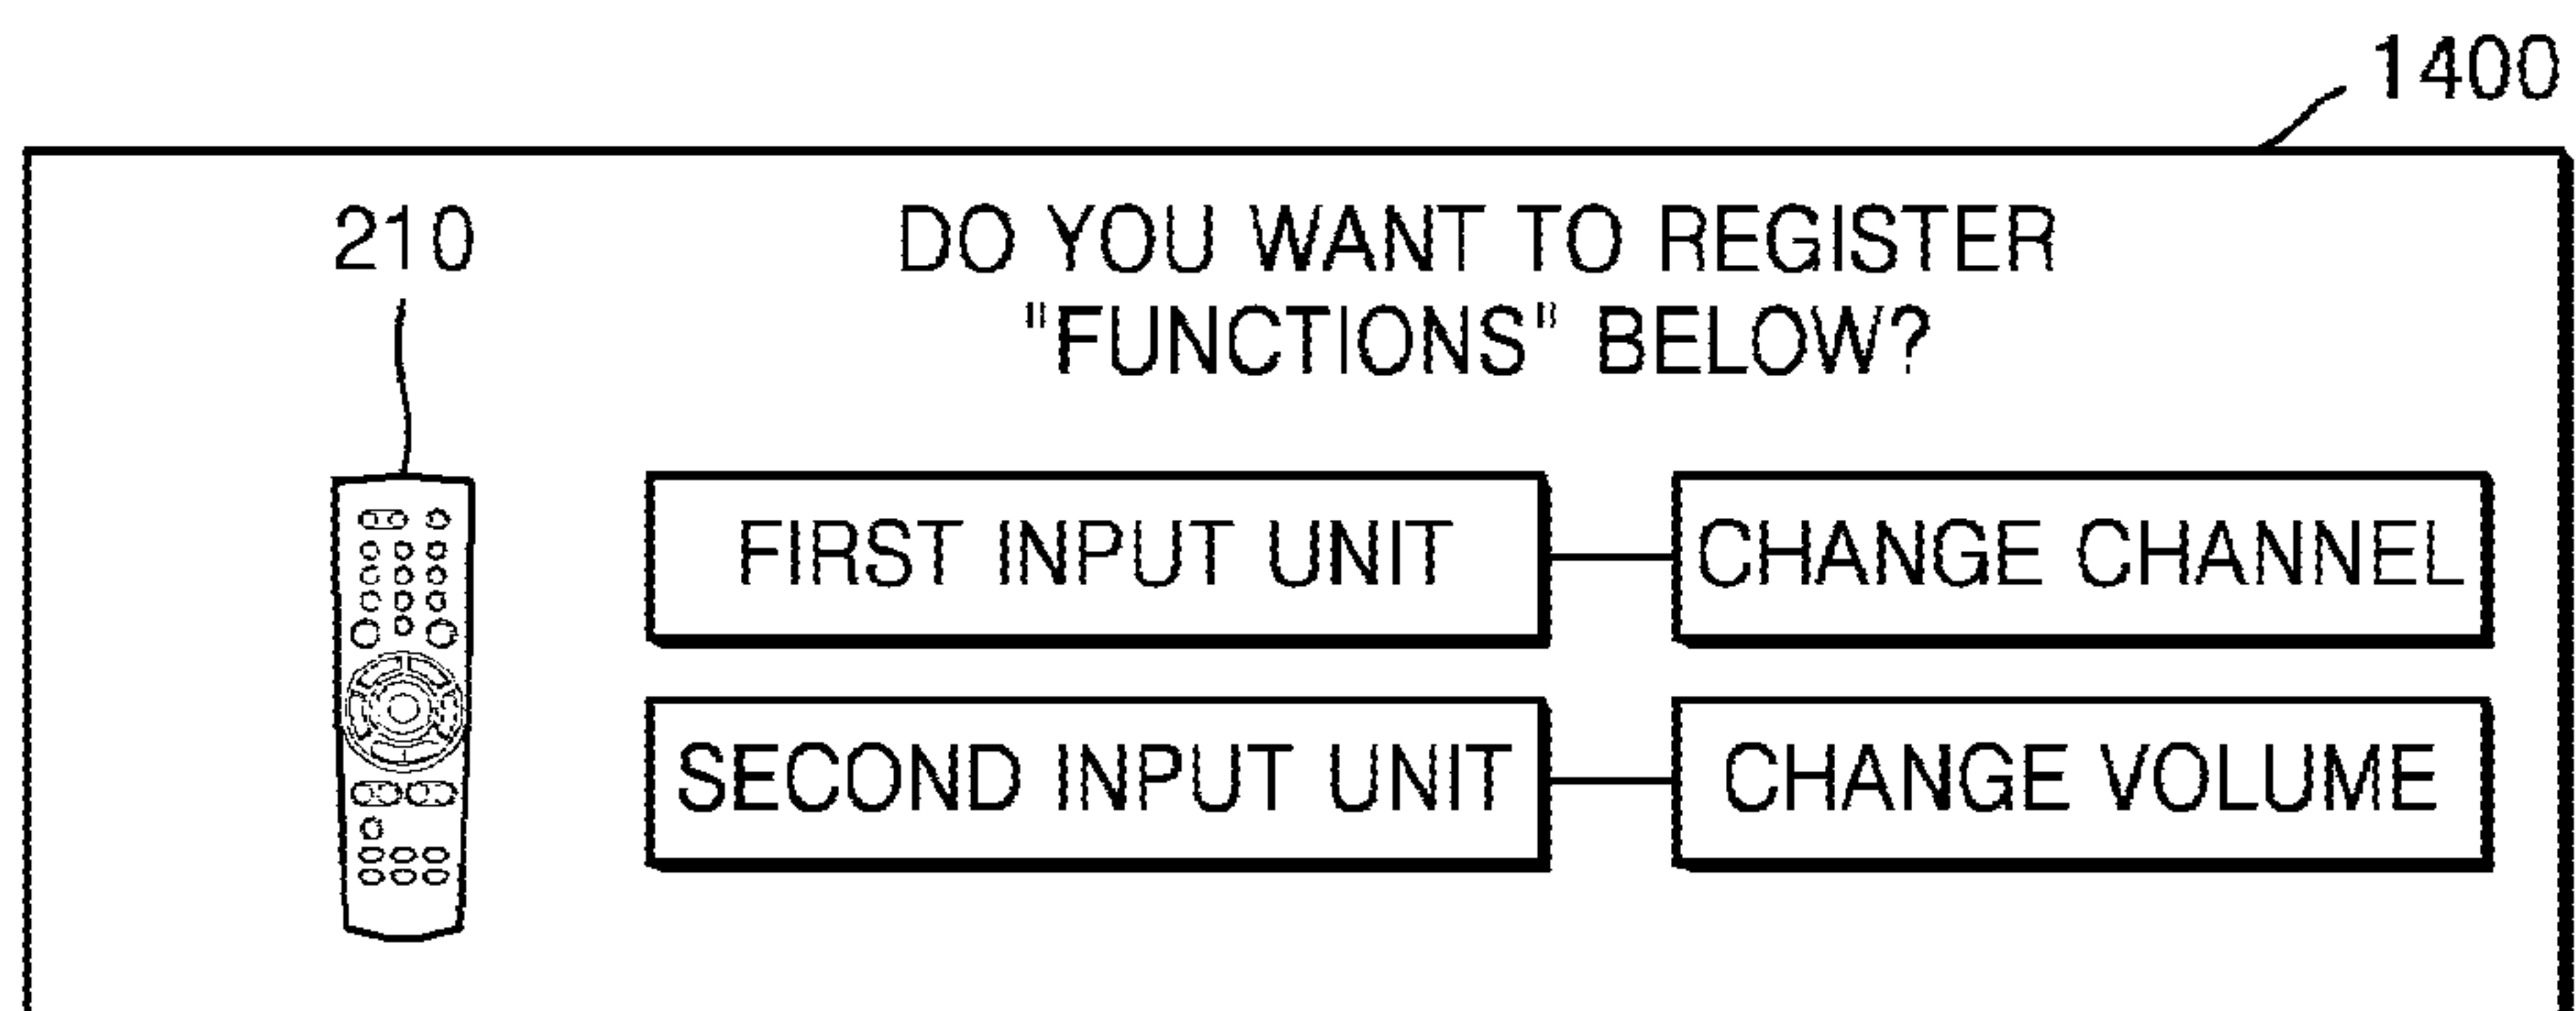 1400
210
DO YOU WANT TO REGISTER
"FUNCTIONS" BELOW?
FIRST INPUT UNIT CHANGE CHANNEL
SECOND INPUT UNIT CHANGE VOLUME